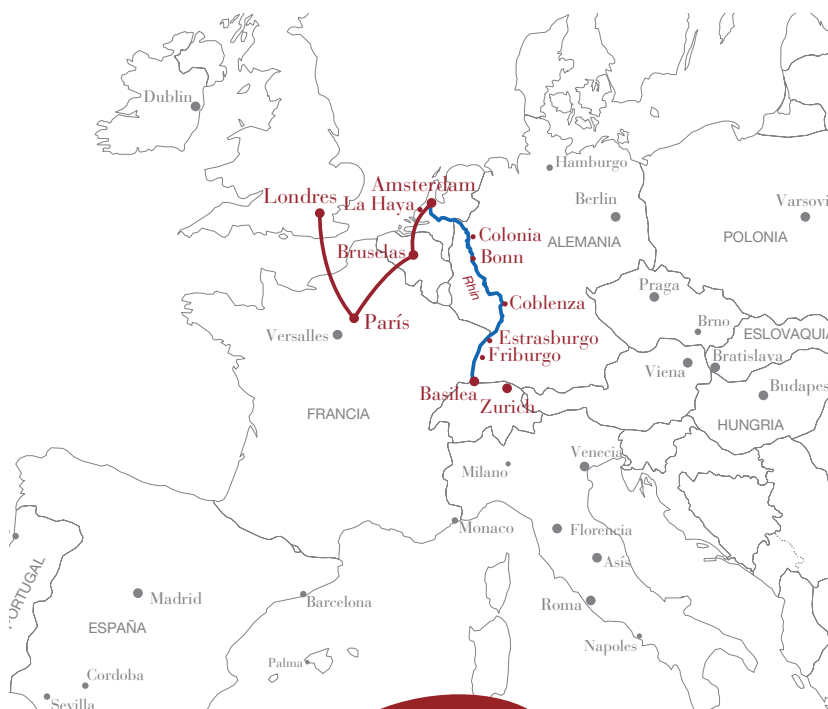 Dublin
Hamburgo
Londres
Amsterdam
La Haya
Berlin
Varsovi
Colonia
ALEMANIA
POLONIA
Bruselas
Bonn
Rhin
Praga
Coblenza
París
Versalles
Brno
ESLOVAQUIA
Estrasburgo
Friburgo
Bratislava
Viena
Basilea
Zurich
Budapes
FRANCIA
HUNGRIA
Venecia
Milano
Monaco
Florencia
Asís
PORTUGAL
Madrid
Barcelona
Roma
ESPAÑA
Napoles
Palma
Cordoba
Sevilla